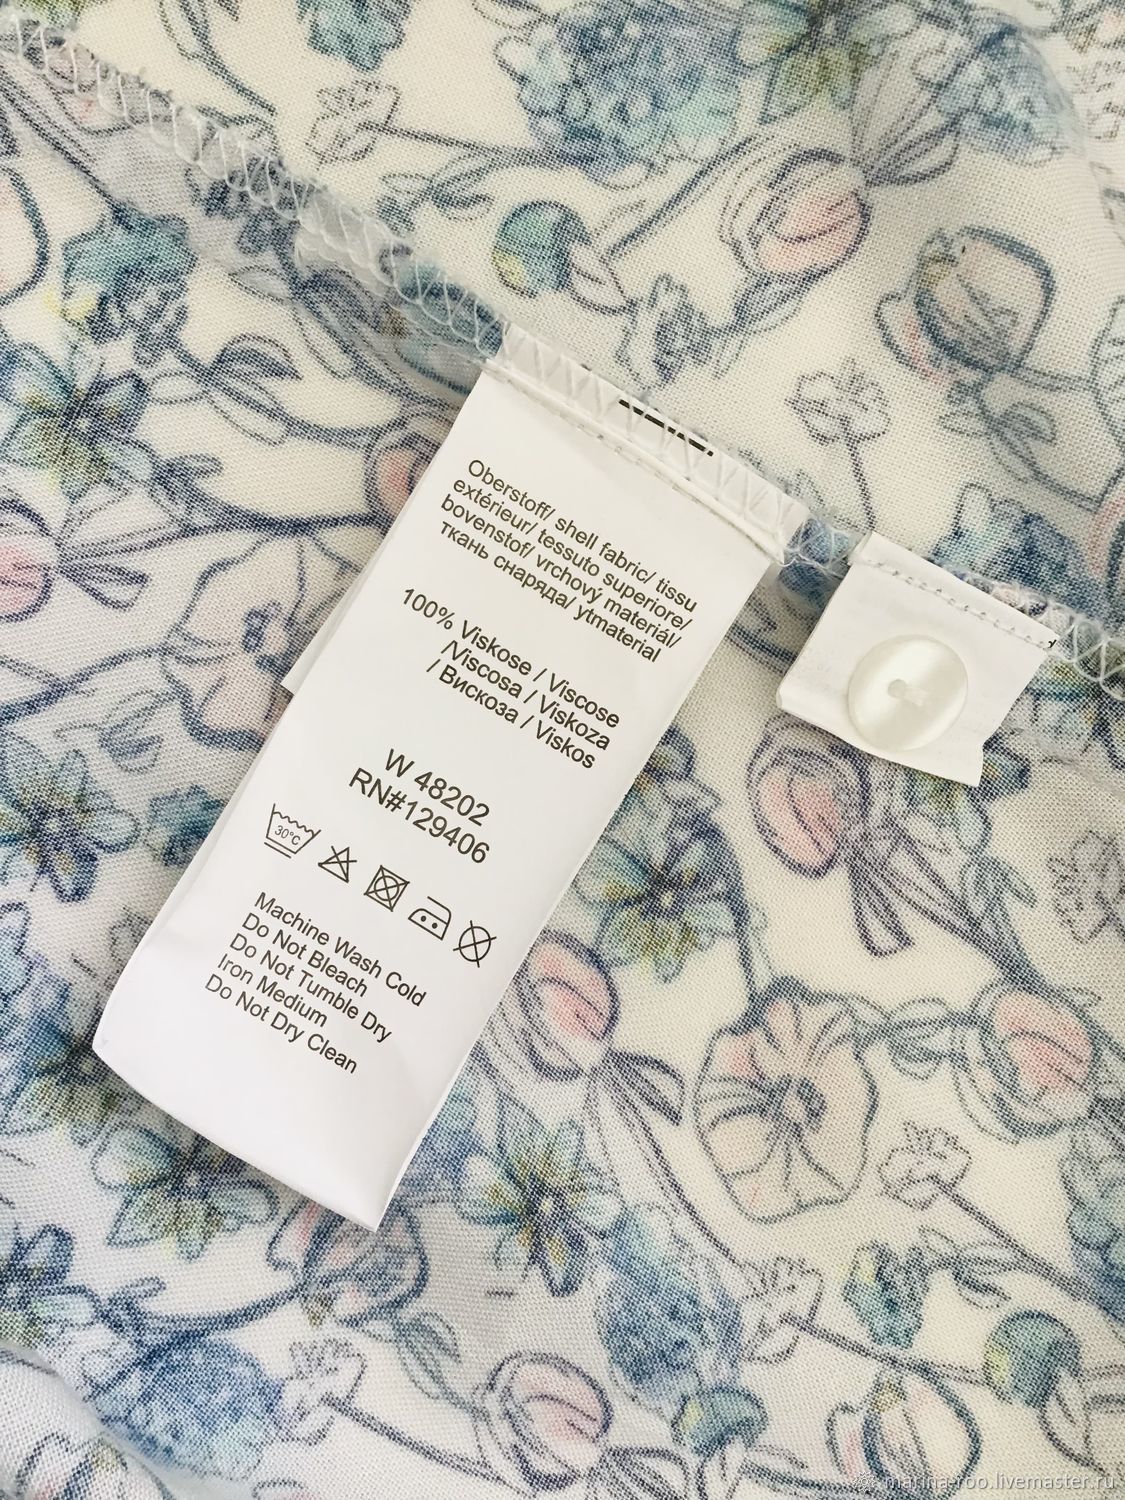 Oberstoff/ shell fabric/ tissu
extérieur/ tessuto superiore/
bovenstof/ vrchový materiál/
ткань снаряда/ ytmaterial
100% Viskose / Viscose
/Viscosa / Viskoza
/ Вискоза / Viskos
W 48202
RN#129406
30°C
Machine Wash Cold
Do Not Bleach
Do Not Tumble Dry
Iron Medium
Do Not Dry Clean
marina-roo.livemaster.ru